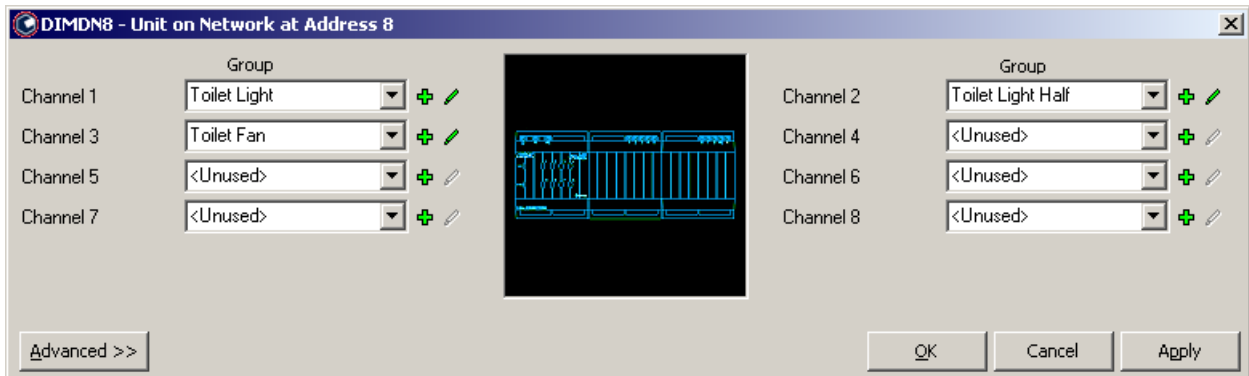 DIMDN8 - Unit on Network at Address 8
Group
Group
Channel 1
Toilet Light
Channel 2
Toilet Light Half
Channel 3
Toilet Fan
Channel 4
<Unused>
Channel 5
<Unused>
Channel 6
<Unused>
Channel 7
<Unused>
Channel 8
<Unused>
Advanced >>
OK
Cancel
Apply